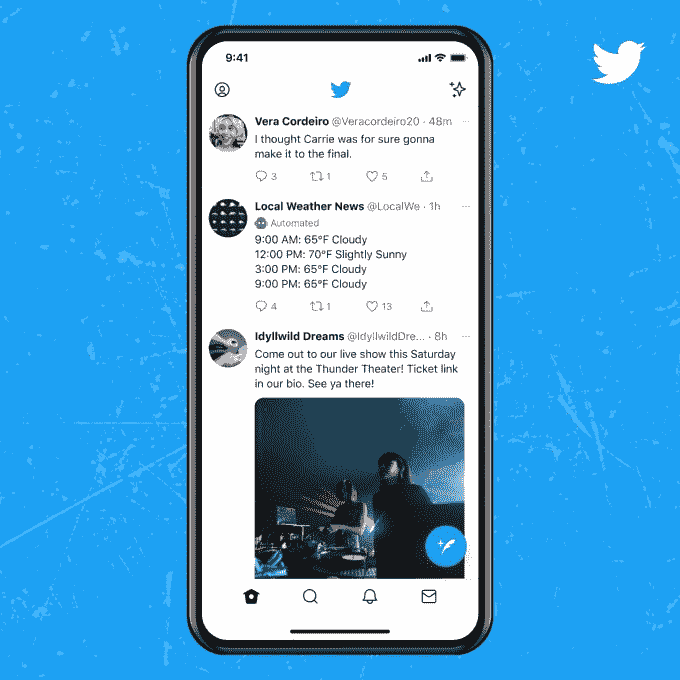 9:41
Vera Cordeiro @Veracordeiro20 · 48m
I thought Carrie was for sure gonna
make it to the final.
3 1 5
Local Weather News @LocalWe · 1h
Automated
9:00 AM: 65°F Cloudy
12:00 PM: 70°F Slightly Sunny
3:00 PM: 65°F Cloudy
9:00 PM: 65°F Cloudy
4 1 13
Idyllwild Dreams @IdyllwildDre... · 8h
Come out to our live show this Saturday
night at the Thunder Theater! Ticket link
in our bio. See ya there!